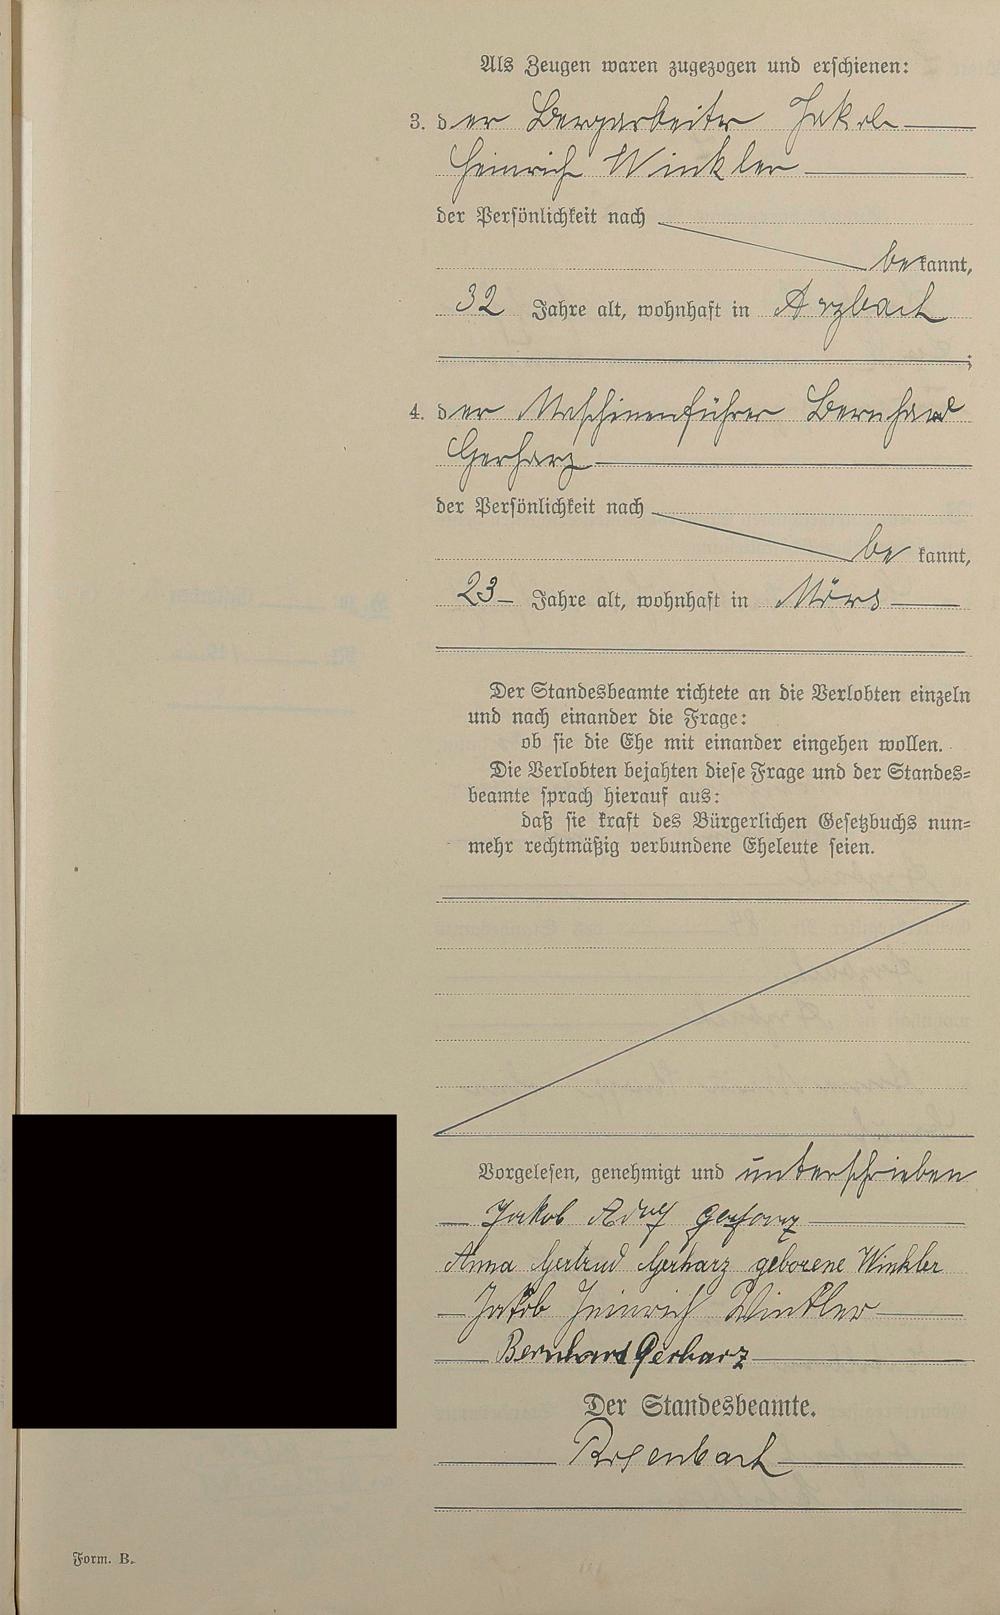 Als Zeugen waren zugezogen und erschienen:
3. der Bergarbeiter Jakob
Heinrich Winkler
der Persönlichkeit nach
bekannt,
32 Jahre alt, wohnhaft in Arzbach
;
4. der Maschinenführer Bernhard
Gerharz
der Persönlichkeit nach
be kannt,
23 Jahre alt, wohnhaft in Mörs
Der Standesbeamte richtete an die Verlobten einzeln
und nach einander die Frage:
ob sie die Ehe mit einander eingehen wollen.
Die Verlobten bejahten diese Frage und der Standes=
beamte sprach hierauf aus:
daß sie kraft des Bürgerlichen Gesetzbuchs nun=
mehr rechtmäßig verbundene Eheleute seien.
Vorgelesen, genehmigt und unterschrieben
Jakob Adolf Gerharz
Anna Gertrud Gerharz geborene Winkler
Jakob Heinrich Winkler
Bernhard Gerharz
Der Standesbeamte.
Rosenbach
Form. B.